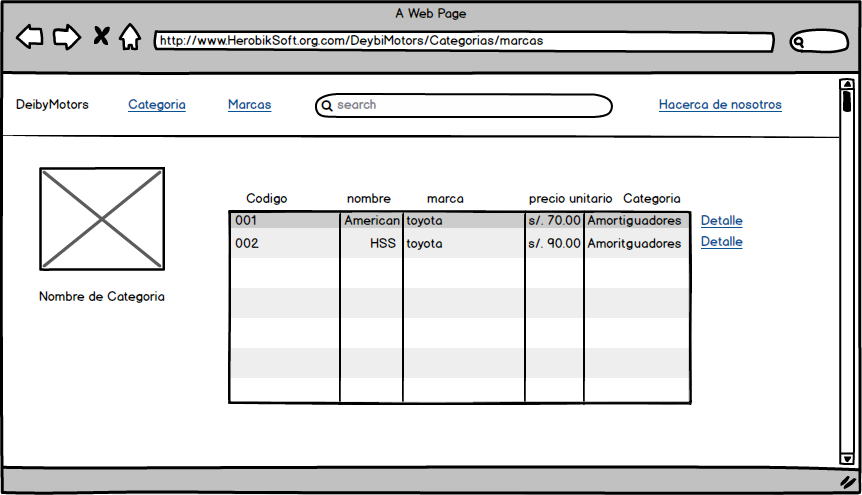 A Web Page
http://www.HerobikSoft.org.com/DeybiMotors/Categorias/marcas
DeibyMotors Categoria Marcas search Hacerca de nosotros
Codigo nombre marca precio unitario Categoria
001 American toyota s/. 70.00 Amortiguadores Detalle
002 HSS toyota s/. 90.00 Amoritguadores Detalle
Nombre de Categoria